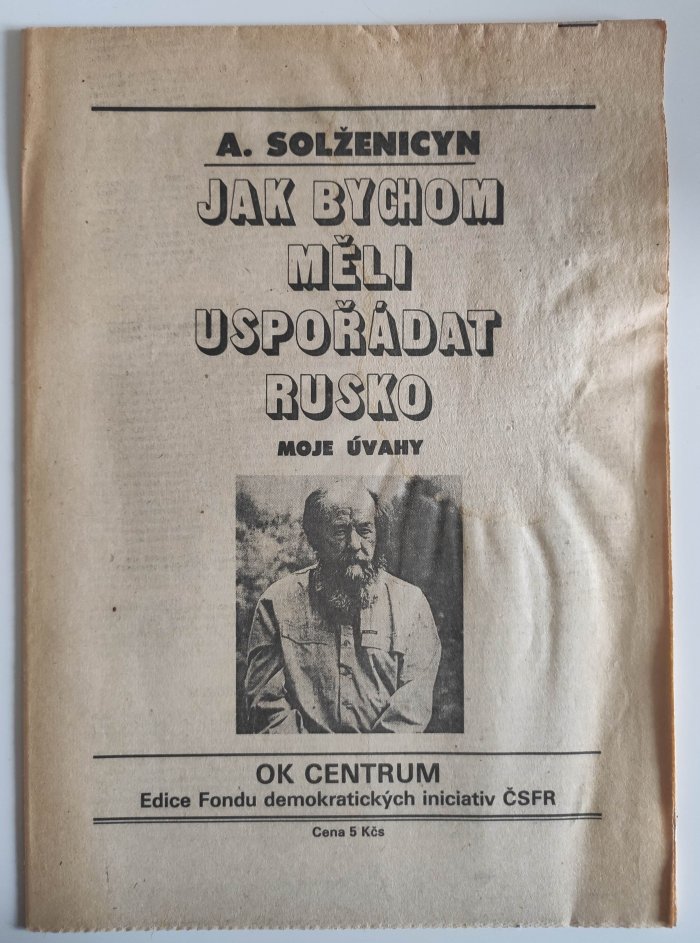 A. SOLŽENICYN
JAK BYCHOM
MĚLI
USPOŘÁDAT
RUSKO
MOJE ÚVAHY
OK CENTRUM
Edice Fondu demokratických iniciativ ČSFR
Cena 5 Kčs